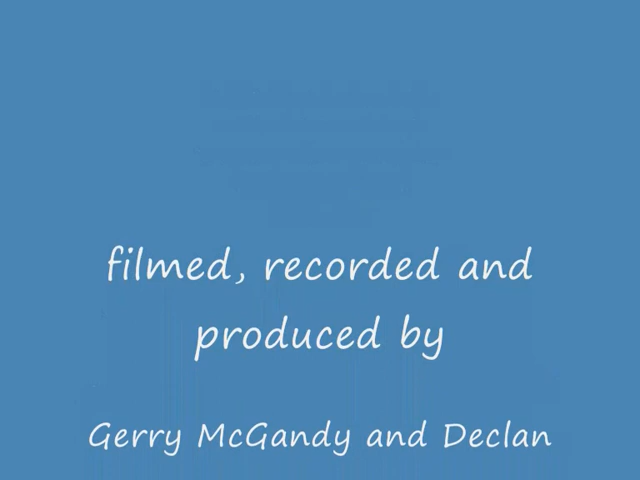 filmed, recorded and
produced by
Gerry McGandy and Declan